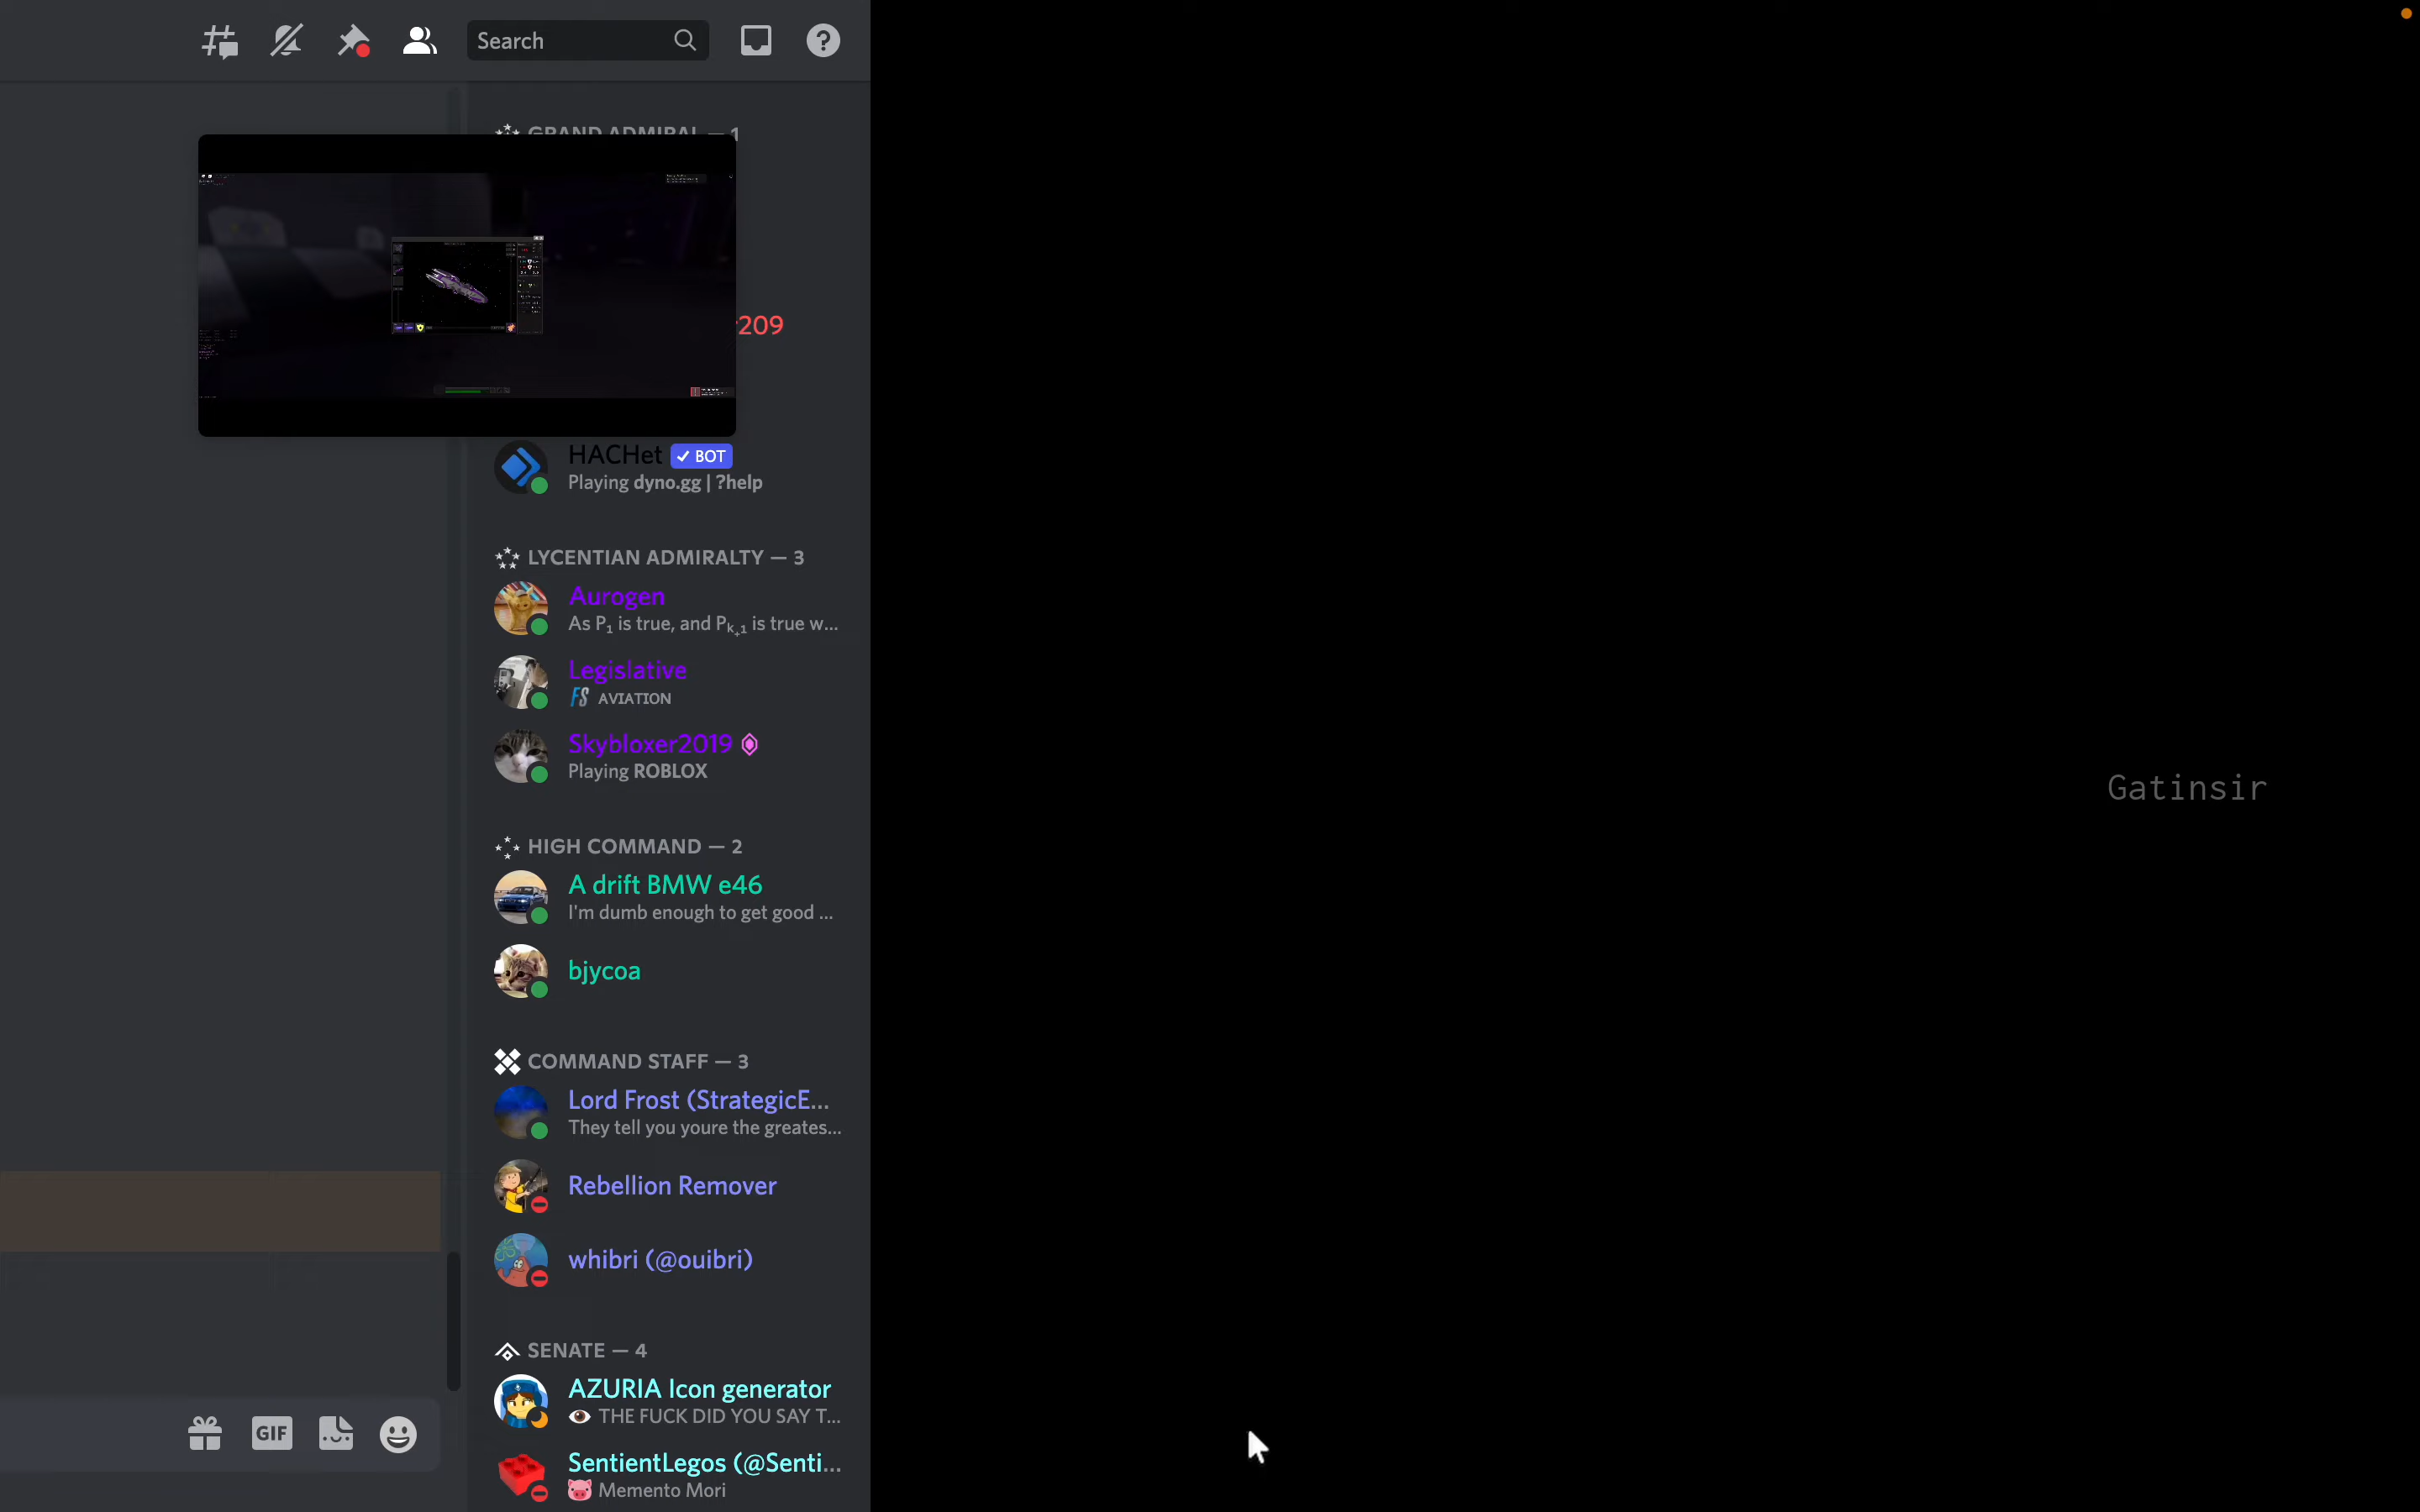 Search
GRAND ADMIRAL — 1
209
HACHet ✓ BOT
Playing dyno.gg | ?help
LYCENTIAN ADMIRALTY — 3
Aurogen
As P₁ is true, and Pₖ₊₁ is true w...
Legislative
FS AVIATION
Skybloxer2019
Playing ROBLOX
HIGH COMMAND — 2
A drift BMW e46
I'm dumb enough to get good ...
bjycoa
COMMAND STAFF — 3
Lord Frost (StrategicE...
They tell you youre the greates...
Rebellion Remover
whibri (@ouibri)
SENATE — 4
AZURIA Icon generator
THE FUCK DID YOU SAY T...
SentientLegos (@Senti...
Memento Mori
GIF
Gatinsir